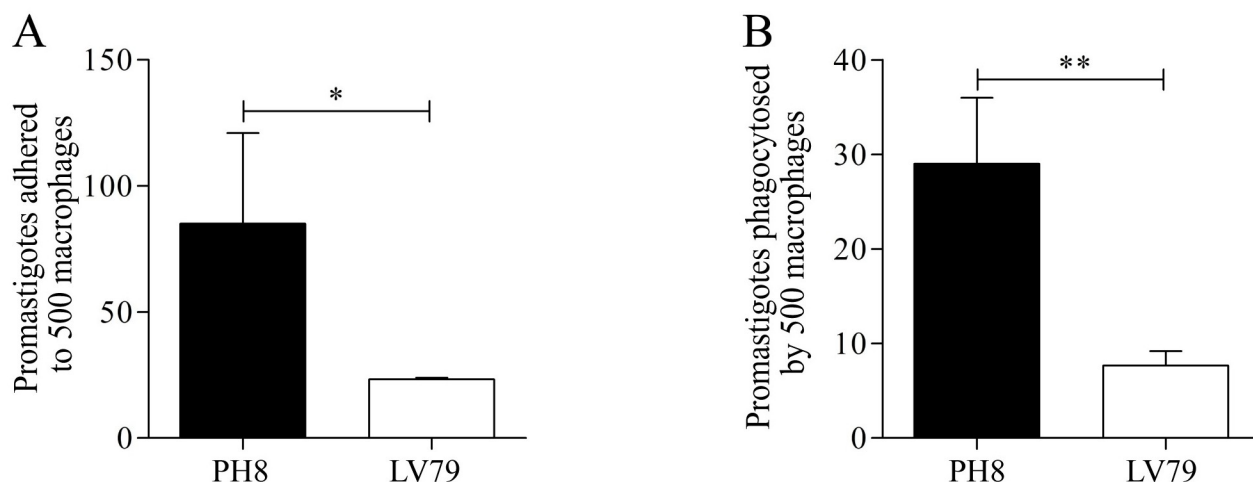 A
Promastigotes adhered
to 500 macrophages
150
100
50
0
*
PH8
LV79
B
Promastigotes phagocytosed
by 500 macrophages
40
30
20
10
0
**
PH8
LV79